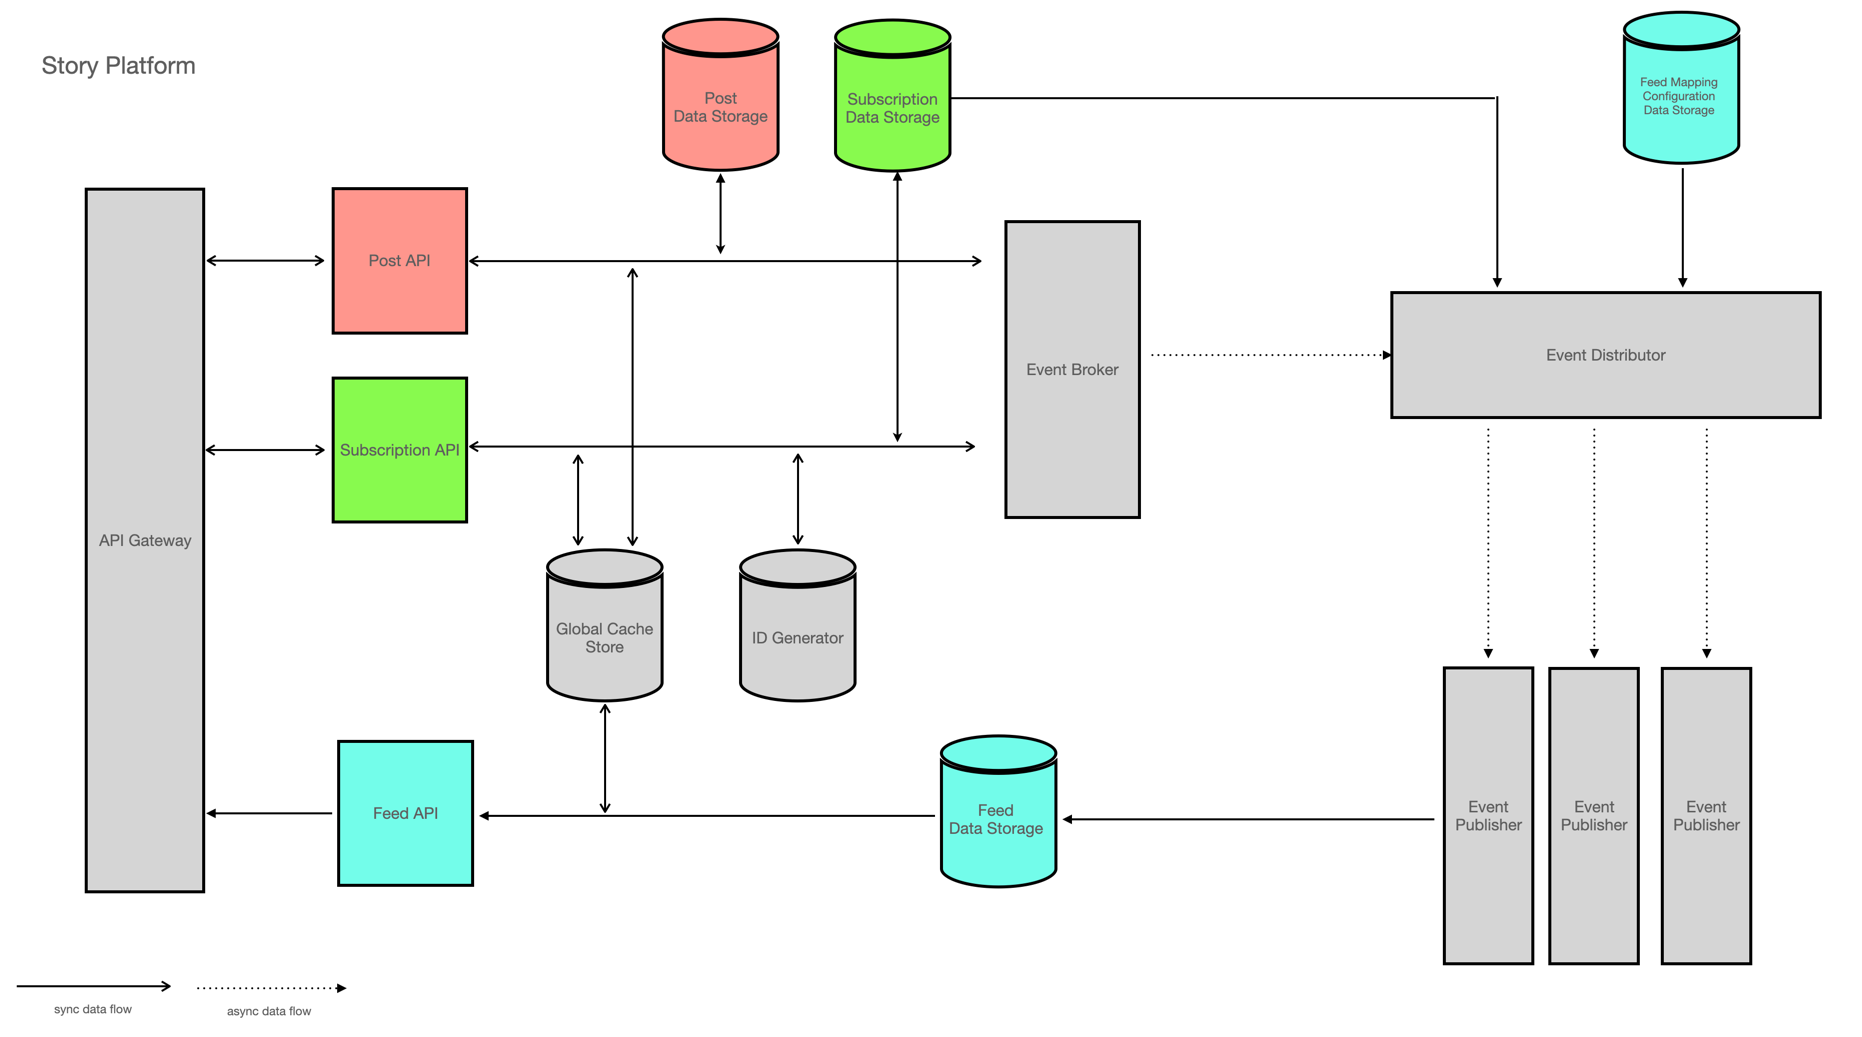 Story Platform
Post
Data Storage
Subscription
Data Storage
Feed Mapping
Configuration
Data Storage
Post API
Event Broker
Event Distributor
Subscription API
API Gateway
Global Cache
Store
ID Generator
Feed API
Feed
Data Storage
Event
Publisher
Event
Publisher
Event
Publisher
sync data flow
async data flow